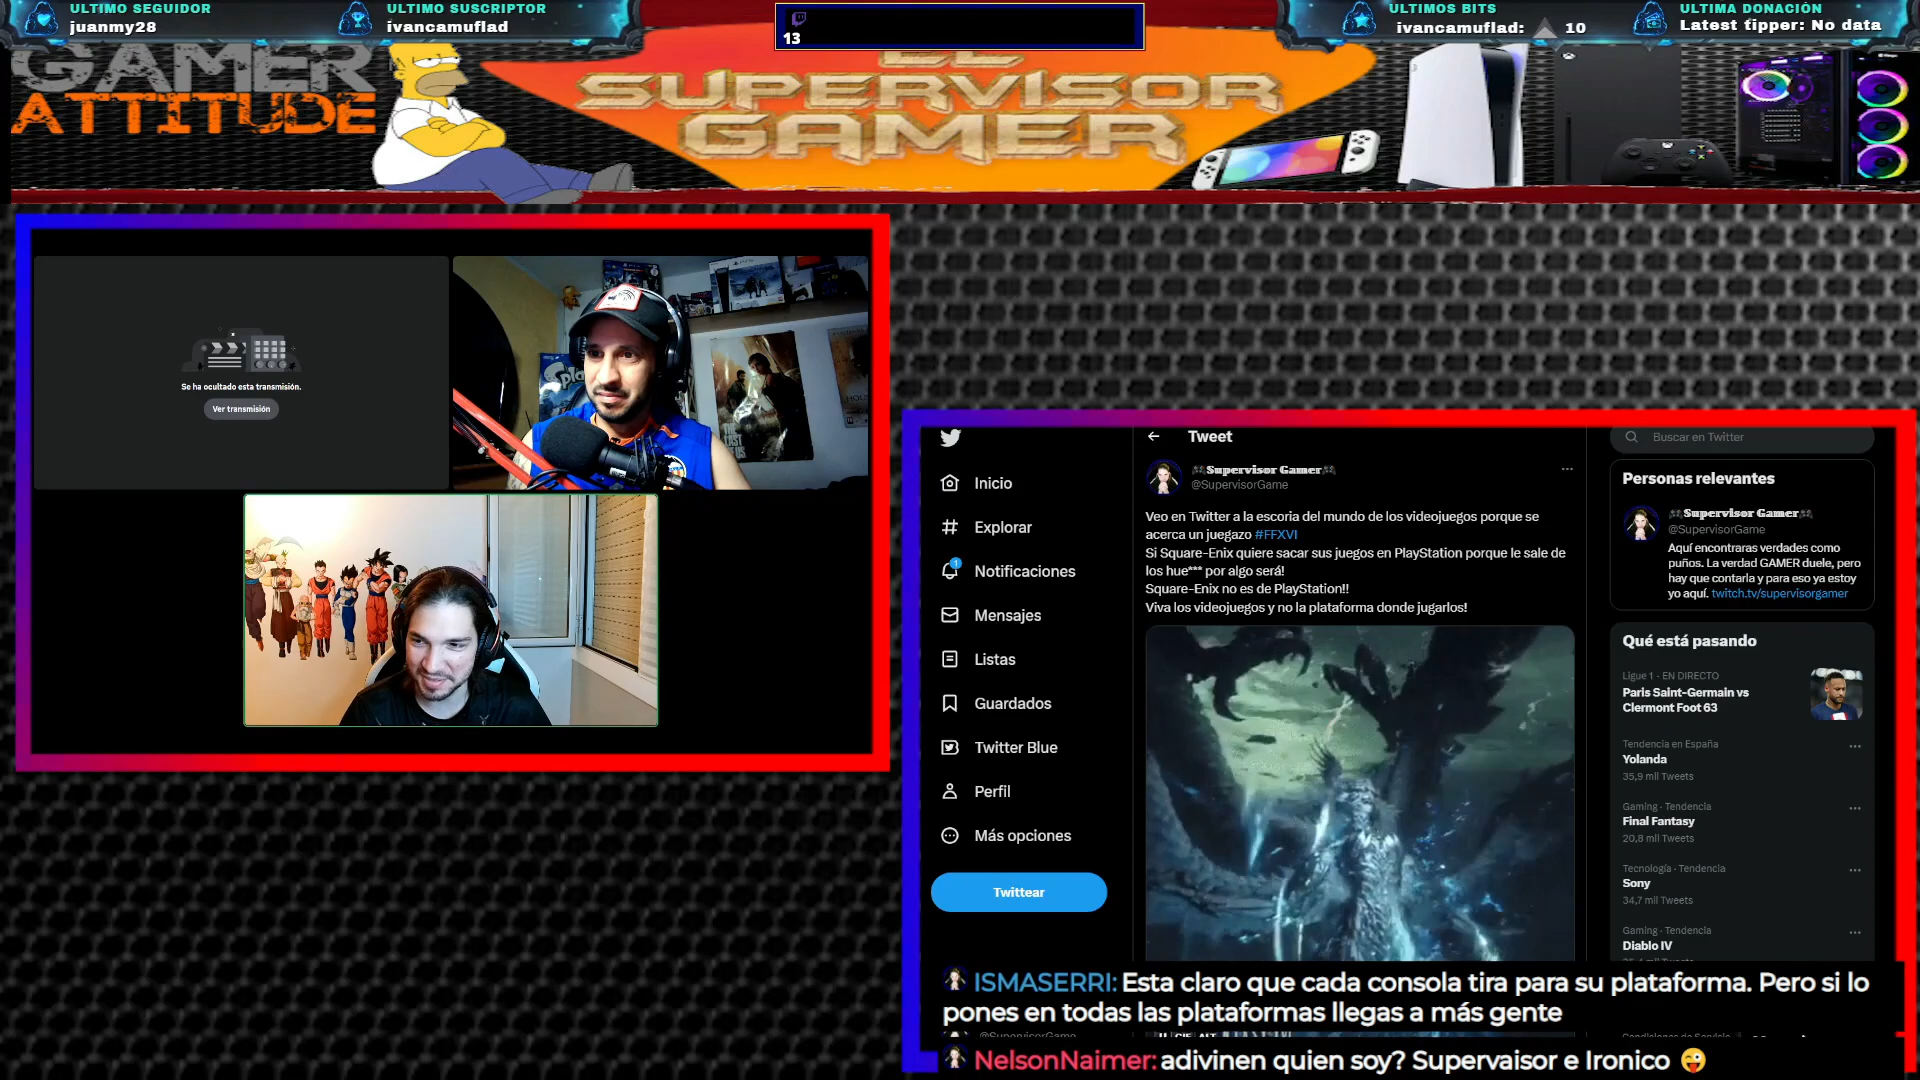 ULTIMO SEGUIDOR
juanmy28
ULTIMO SUSCRIPTOR
ivancamuflad
13
ULTIMOS BITS
ivancamuflad: 10
ULTIMA DONACIÓN
Latest tipper: No data
GAMER
ATTITUDE
EL
SUPERVISOR
GAMER
Se ha ocultado esta transmisión.
Ver transmisión
Inicio
Explorar
1
Notificaciones
Mensajes
Listas
Guardados
Twitter Blue
Perfil
Más opciones
Twittear
Tweet
🎮Supervisor Gamer🎮
@SupervisorGame
Veo en Twitter a la escoria del mundo de los videojuegos porque se
acerca un juegazo #FFXVI
Si Square-Enix quiere sacar sus juegos en PlayStation porque le sale de
los hue*** por algo será!
Square-Enix no es de PlayStation!!
Viva los videojuegos y no la plataforma donde jugarlos!
Buscar en Twitter
Personas relevantes
🎮Supervisor Gamer🎮
@SupervisorGame
Aquí encontraras verdades como
puños. La verdad GAMER duele, pero
hay que contarla y para eso ya estoy
yo aquí. twitch.tv/supervisorgamer
Qué está pasando
Ligue 1 · EN DIRECTO
Paris Saint-Germain vs
Clermont Foot 63
Tendencia en España
Yolanda
35,9 mil Tweets
Gaming · Tendencia
Final Fantasy
20,8 mil Tweets
Tecnología · Tendencia
Sony
34,7 mil Tweets
Gaming · Tendencia
Diablo IV
ISMASERRI: Esta claro que cada consola tira para su plataforma. Pero si lo
pones en todas las plataformas llegas a más gente
@SupervisorGame
NelsonNaimer: adivinen quien soy? Supervaisor e Ironico 😜